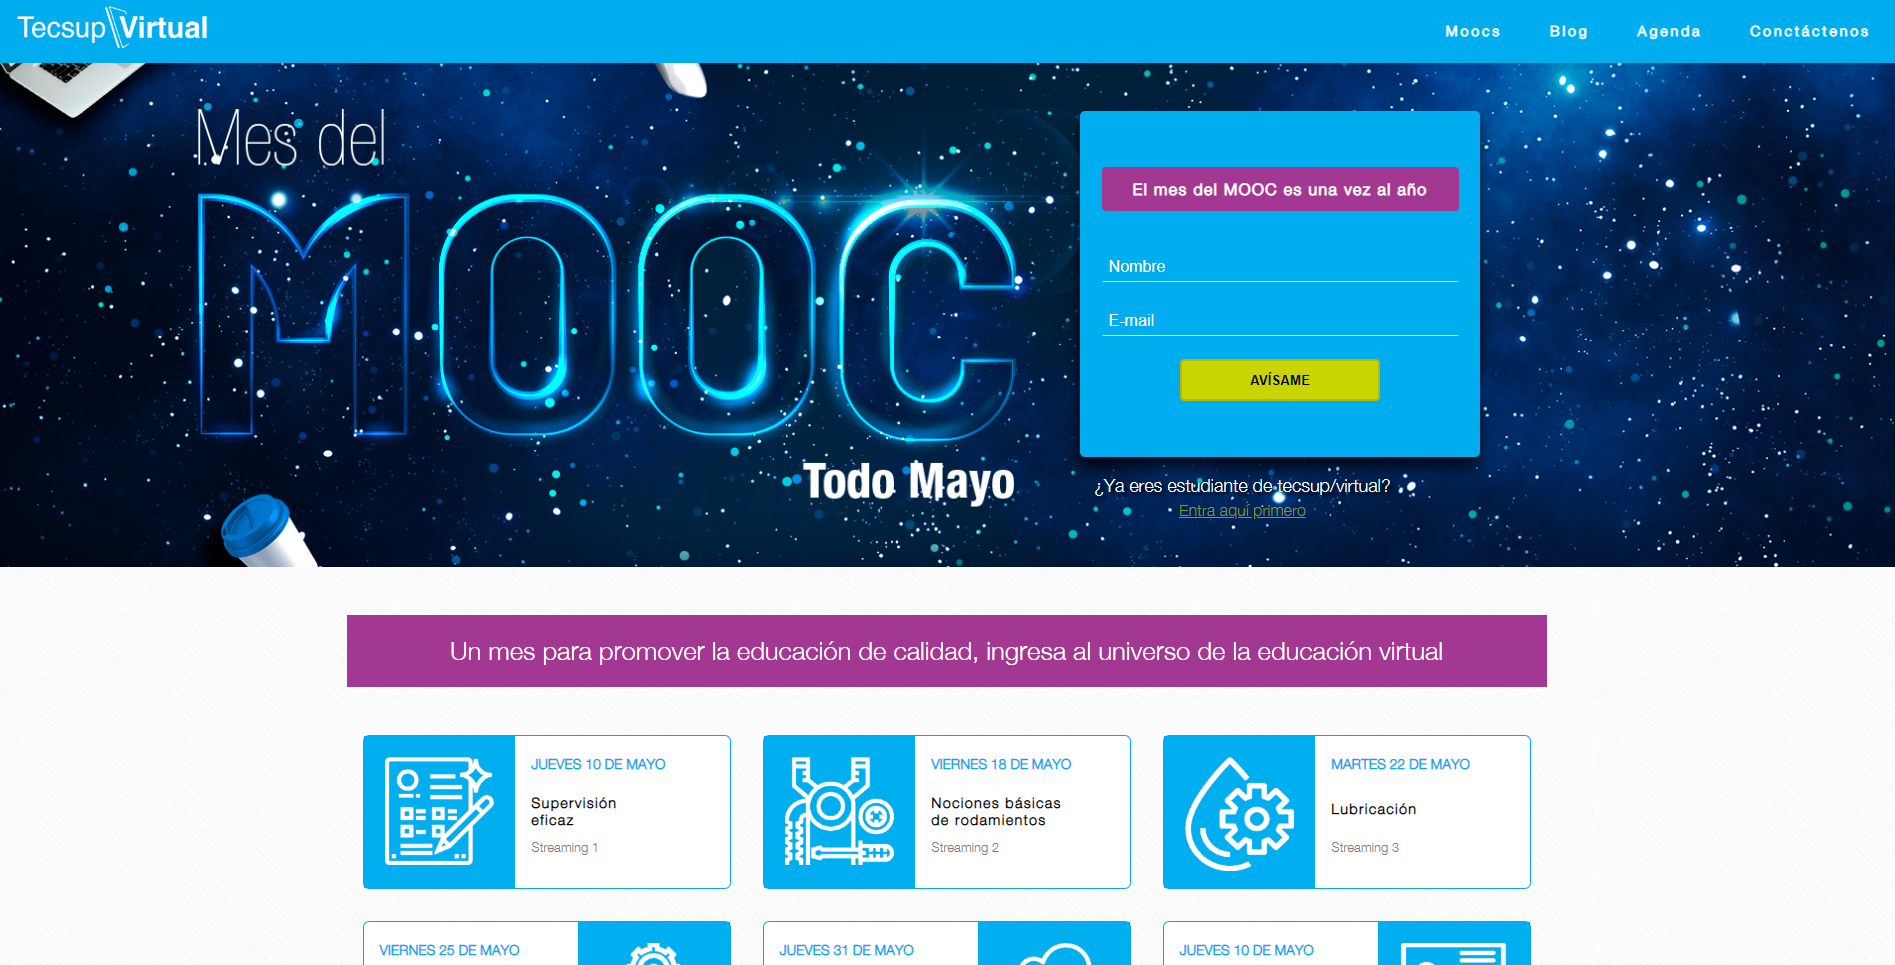 Tecsup Virtual
Moocs
Blog
Agenda
Conctáctenos
Mes del
MOOC
Todo Mayo
El mes del MOOC es una vez al año
Nombre
E-mail
AVÍSAME
¿Ya eres estudiante de tecsup/virtual?
Entra aquí primero
Un mes para promover la educación de calidad, ingresa al universo de la educación virtual
JUEVES 10 DE MAYO
Supervisión
eficaz
Streaming 1
VIERNES 18 DE MAYO
Nociones básicas
de rodamientos
Streaming 2
MARTES 22 DE MAYO
Lubricación
Streaming 3
VIERNES 25 DE MAYO
JUEVES 31 DE MAYO
JUEVES 10 DE MAYO